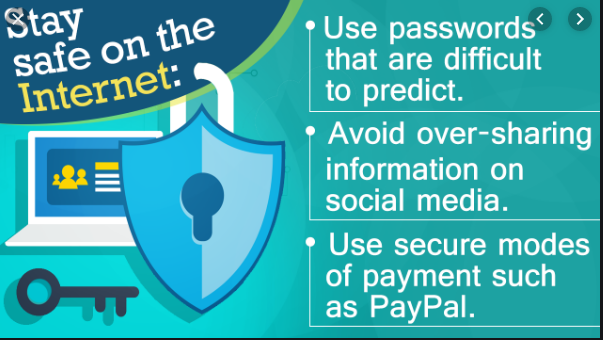 Stay
safe on the
Internet:
Use passwords
that are difficult
to predict.
Avoid over-sharing
information on
social media.
Use secure modes
of payment such
as PayPal.